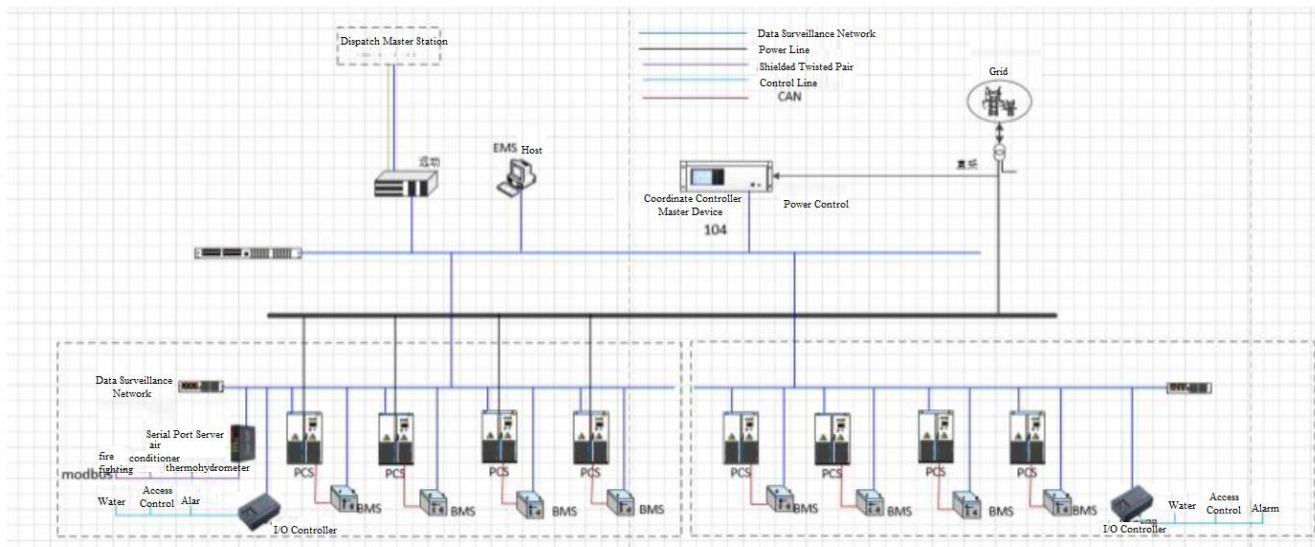 Dispatch Master Station
Data Surveillance Network
Power Line
Shielded Twisted Pair
Control Line
CAN
Grid
EMS Host
Coordinate Controller
Master Device
104
Power Control
Data Surveillance
Network
Serial Port Server
air
conditioner
fire
fighting
thermohydrometer
modbus
Water
Access
Control
Alar
I/O Controller
PCS
PCS
PCS
PCS
BMS
BMS
BMS
BMS
PCS
PCS
PCS
PCS
BMS
BMS
BMS
BMS
I/O Controller
Water
Access
Control
Alarm